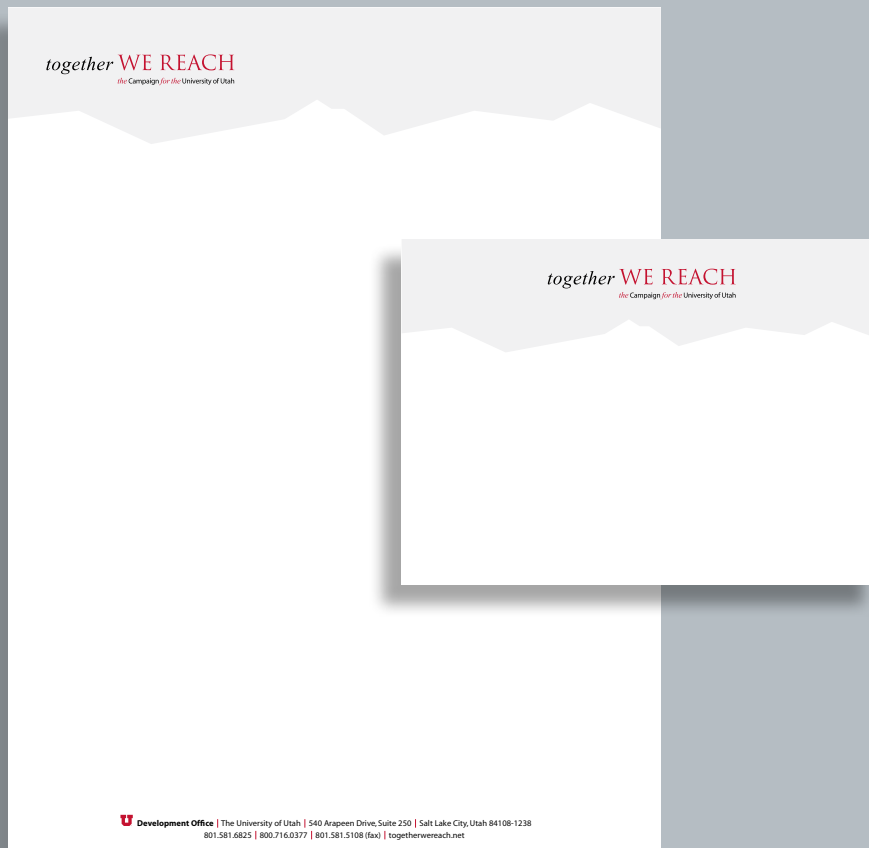 together WE REACH
the Campaign for the University of Utah
together WE REACH
the Campaign for the University of Utah
U Development Office | The University of Utah | 540 Arapeen Drive, Suite 250 | Salt Lake City, Utah 84108-1238
801.581.6825 | 800.716.0377 | 801.581.5108 (fax) | togetherwereach.net